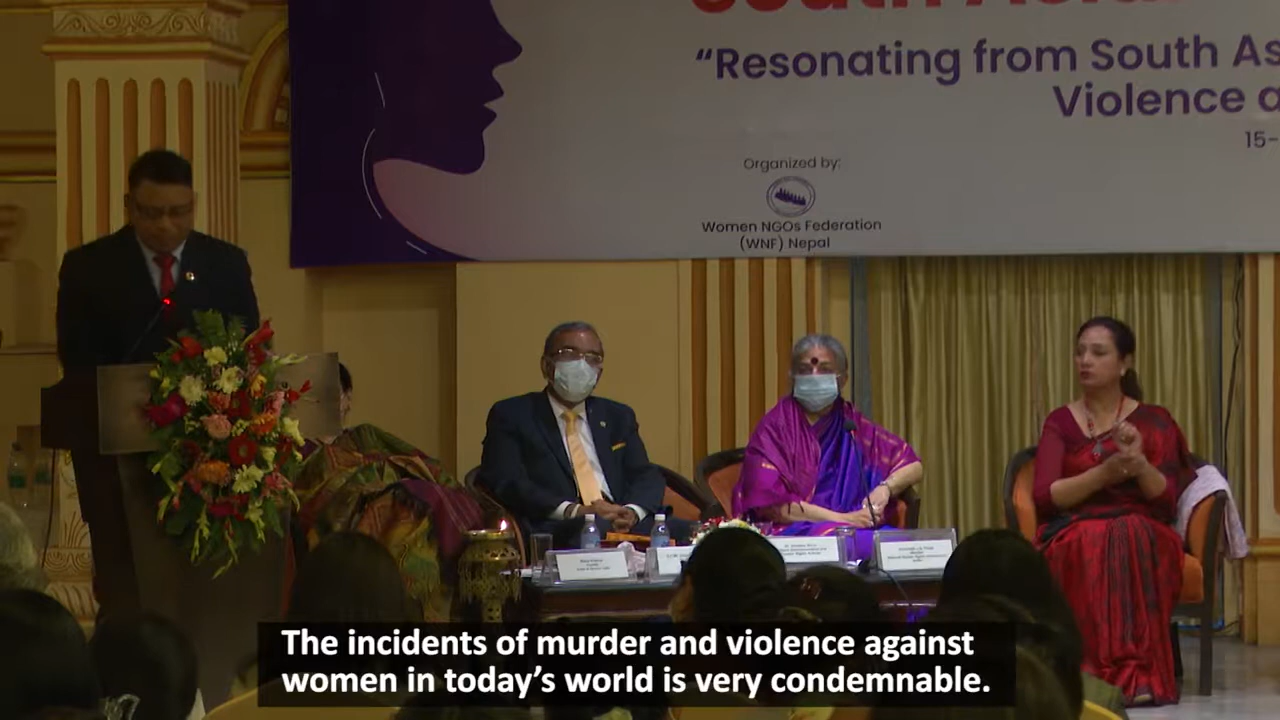 “Resonating from South As
Violence a
15-
Organized by:
Women NGOs Federation
(WNF) Nepal
The incidents of murder and violence against
women in today’s world is very condemnable.